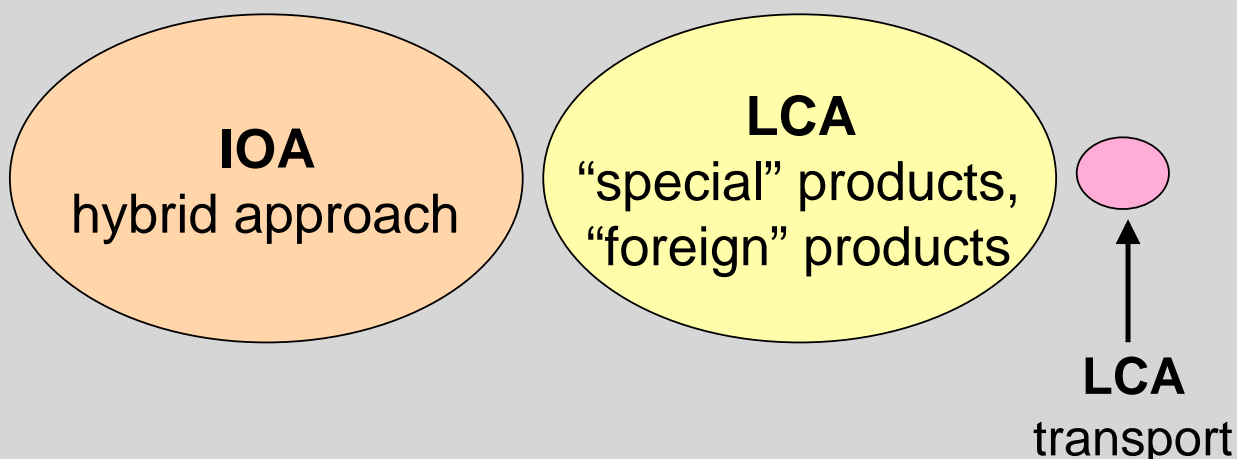 IOA
hybrid approach
LCA
“special” products,
“foreign” products
LCA
transport